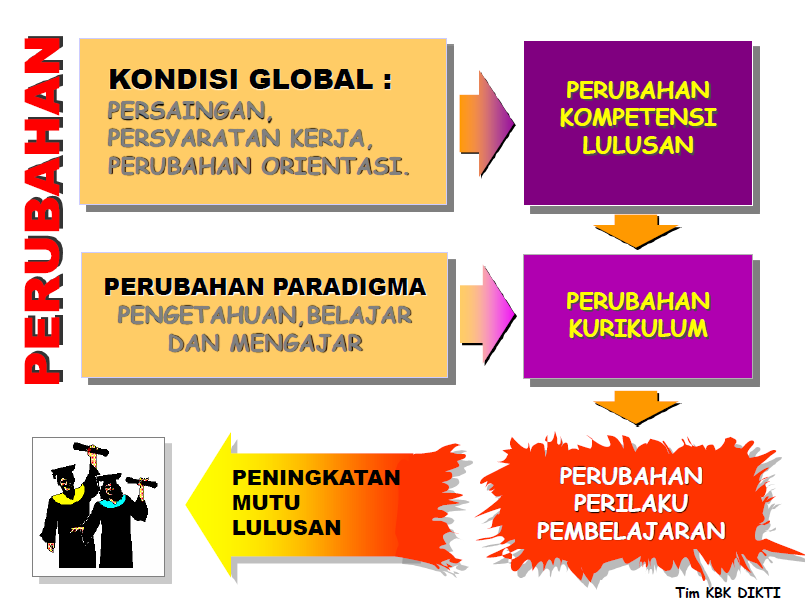 PERUBAHAN
KONDISI GLOBAL :
PERSAINGAN,
PERSYARATAN KERJA,
PERUBAHAN ORIENTASI.
PERUBAHAN
KOMPETENSI
LULUSAN
PERUBAHAN PARADIGMA
PENGETAHUAN,BELAJAR
DAN MENGAJAR
PERUBAHAN
KURIKULUM
PENINGKATAN
MUTU
LULUSAN
PERUBAHAN
PERILAKU
PEMBELAJARAN
Tim KBK DIKTI